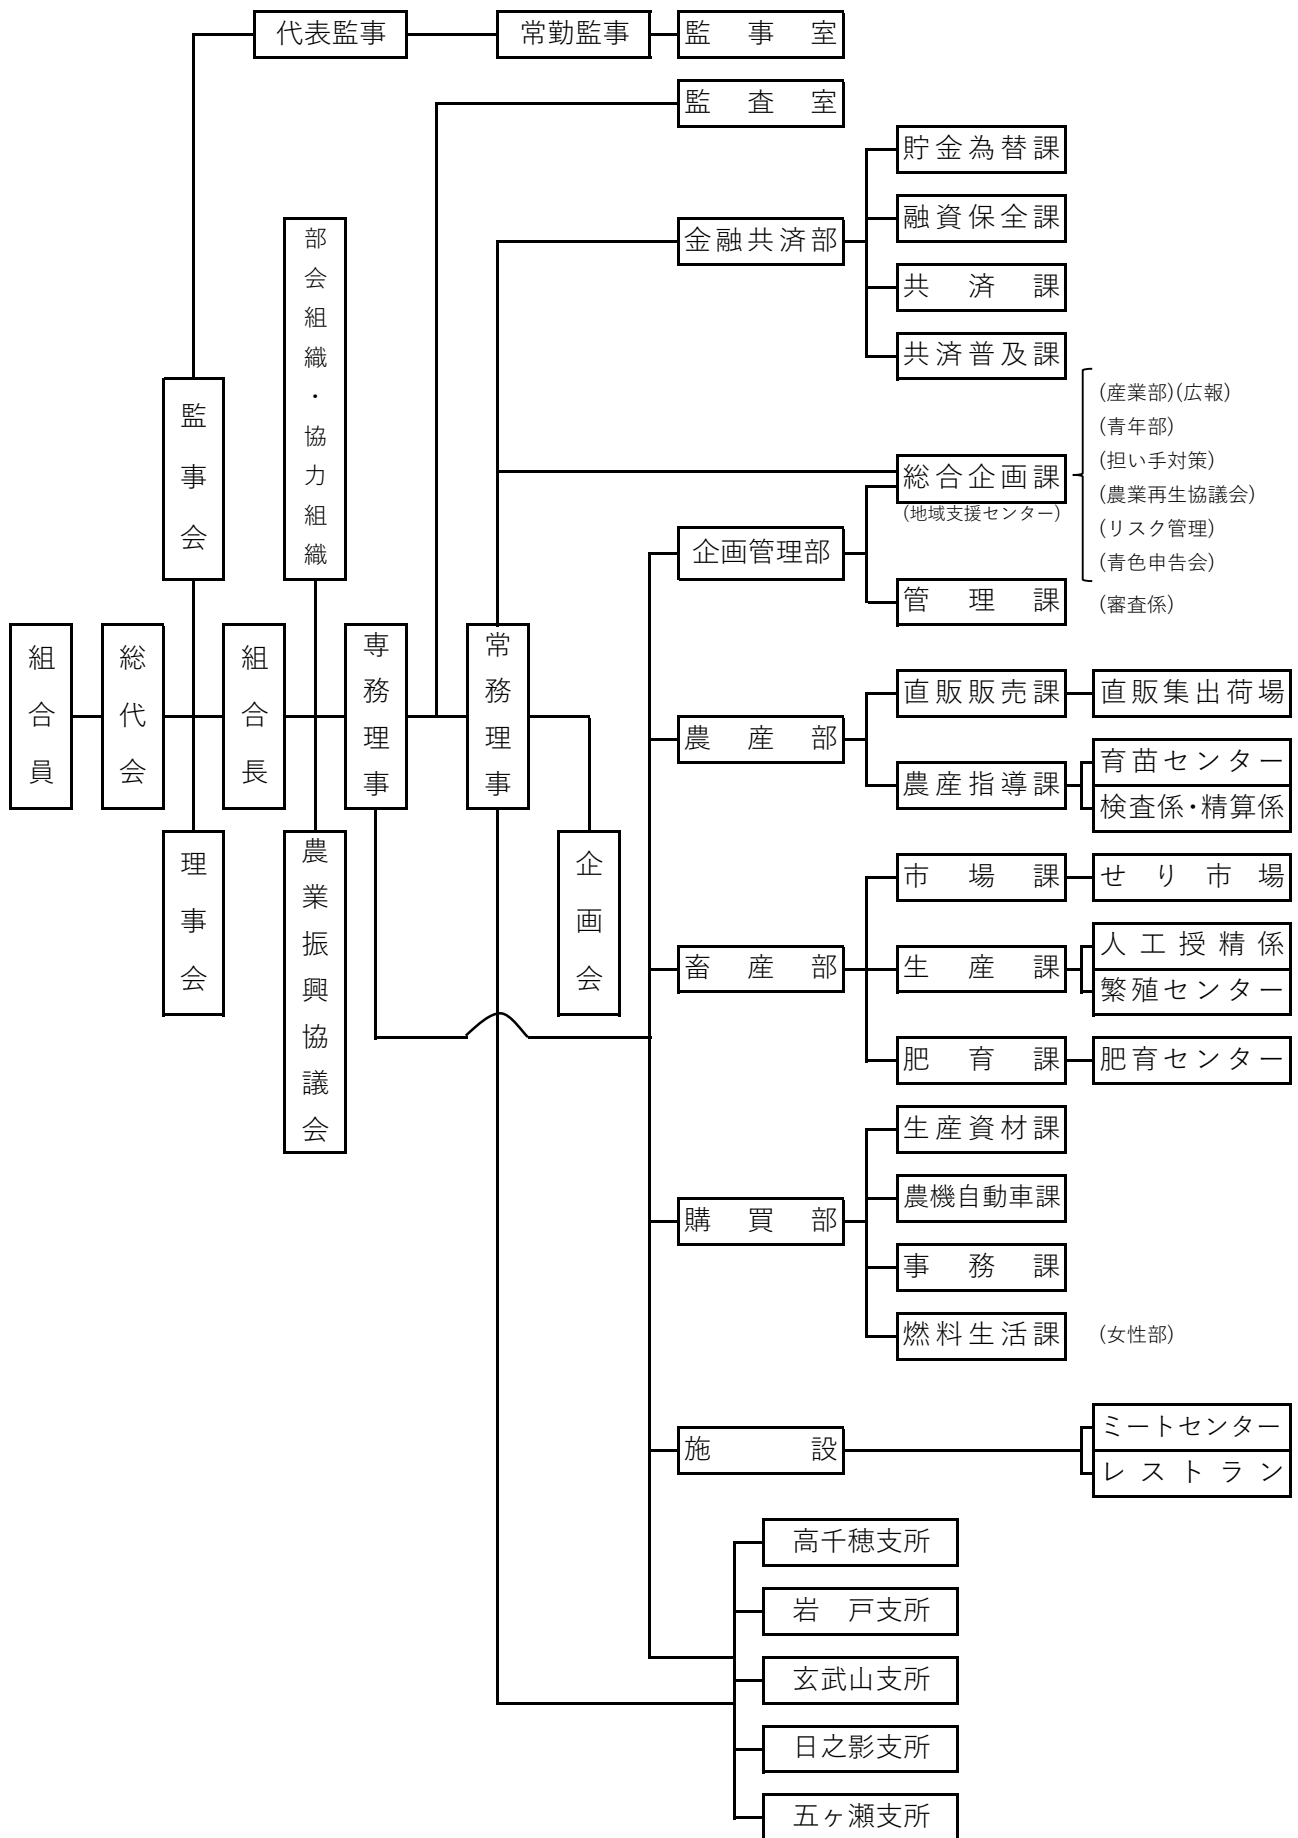 代表監事
常勤監事
監事室
監査室
貯金為替課
融資保全課
金融共済部
共済課
共済普及課
部会組織・協力組織
監事会
(産業部)(広報)
(青年部)
(担い手対策)
(農業再生協議会)
(リスク管理)
(青色申告会)
総合企画課
(地域支援センター)
企画管理部
管理課
(審査係)
組合員
総代会
組合長
専務理事
常務理事
直販販売課
直販集出荷場
農産部
農産指導課
育苗センター
検査係・精算係
理事会
農業振興協議会
企画会
市場課
せり市場
畜産部
生産課
人工授精係
繁殖センター
肥育課
肥育センター
生産資材課
農機自動車課
購買部
事務課
燃料生活課
(女性部)
施設
ミートセンター
レストラン
高千穂支所
岩戸支所
玄武山支所
日之影支所
五ヶ瀬支所